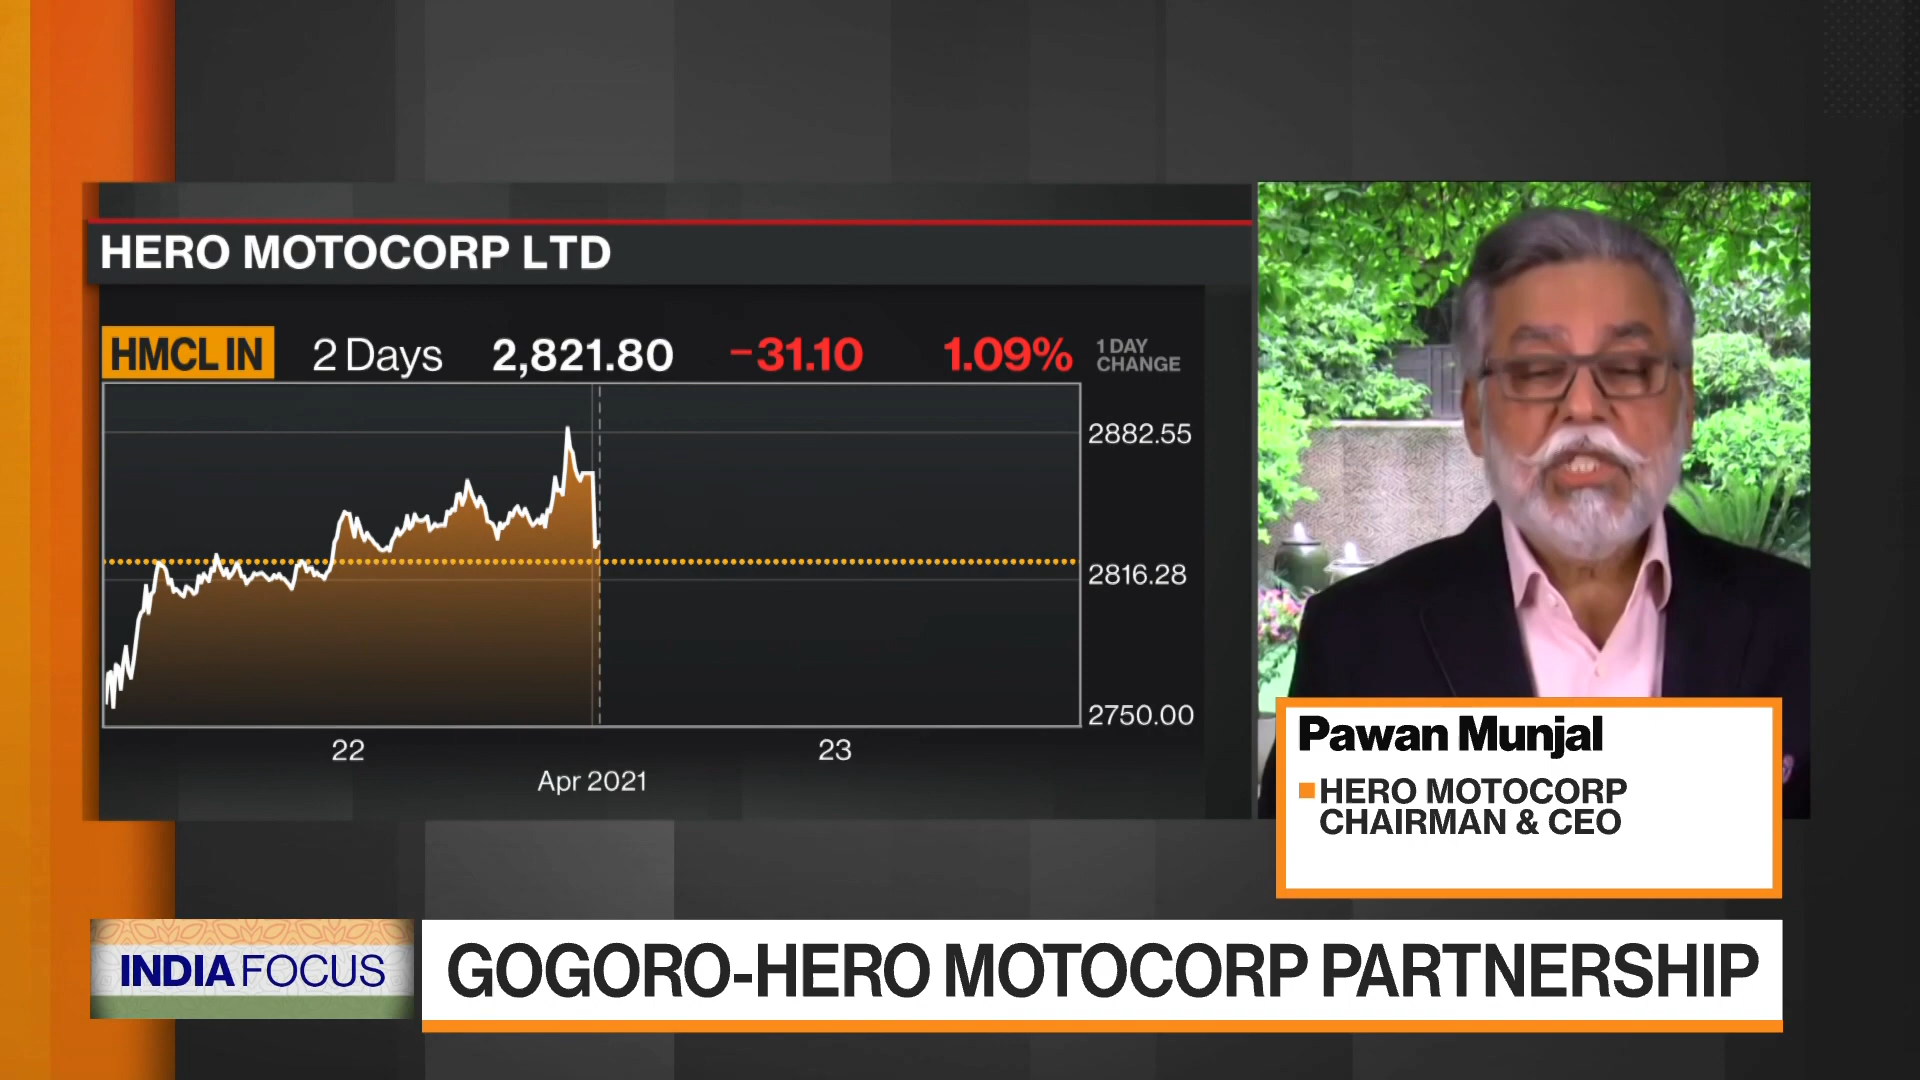 HERO MOTOCORP LTD
HMCL IN 2 Days 2,821.80 -31.10 1.09% 1 DAY
CHANGE
2882.55
2816.28
2750.00
22 23
Apr 2021
Pawan Munjal
HERO MOTOCORP
CHAIRMAN & CEO
INDIA FOCUS
GOGORO-HERO MOTOCORP PARTNERSHIP